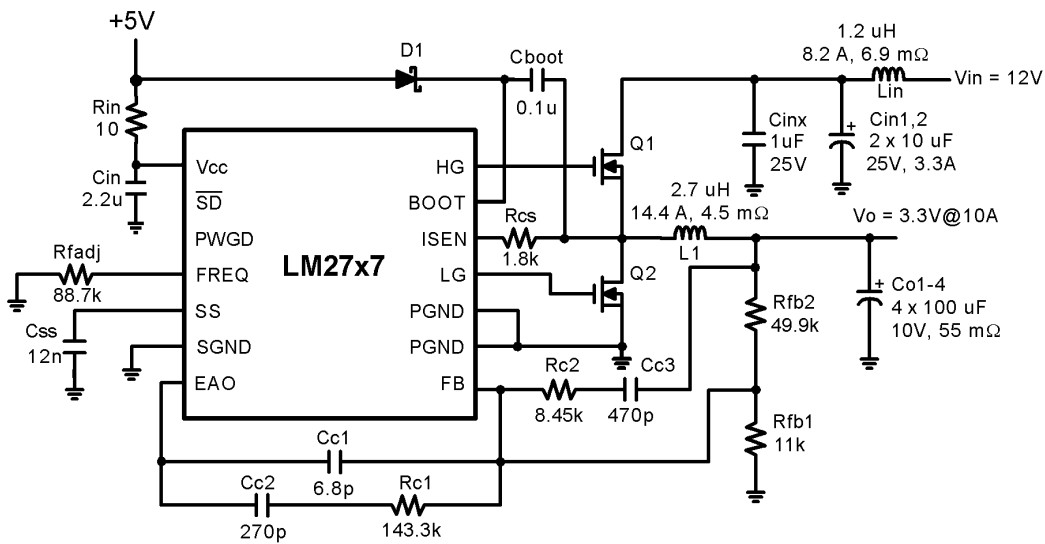 +5V
D1
Cboot
0.1u
1.2 uH
8.2 A, 6.9 mΩ
Lin
Vin = 12V
Rin
10
Cinx
1uF
25V
+
Cin1,2
2 x 10 uF
25V, 3.3A
Cin
2.2u
Vcc
SD
PWGD
FREQ
SS
SGND
EAO
LM27x7
HG
BOOT
ISEN
LG
PGND
PGND
FB
Q1
2.7 uH
14.4 A, 4.5 mΩ
L1
Vo = 3.3V@10A
Rcs
1.8k
Q2
Rfadj
88.7k
Css
12n
+
Co1-4
4 x 100 uF
10V, 55 mΩ
Rfb2
49.9k
Rc2
8.45k
Cc3
470p
Rfb1
11k
Cc1
6.8p
Cc2
270p
Rc1
143.3k